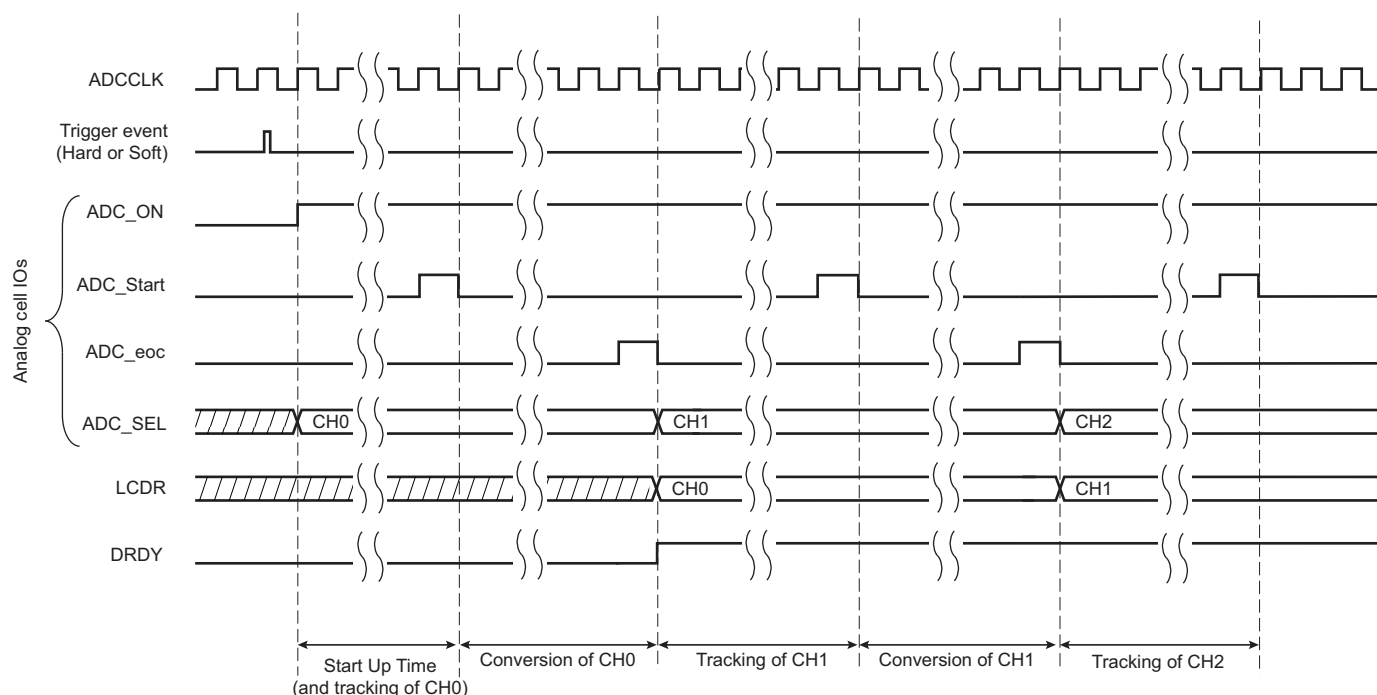 ADCCLK
Trigger event
(Hard or Soft)
Analog cell IOs
ADC_ON
ADC_Start
ADC_eoc
ADC_SEL
CH0
CH1
CH2
LCDR
CH0
CH1
DRDY
Start Up Time
(and tracking of CH0)
Conversion of CH0
Tracking of CH1
Conversion of CH1
Tracking of CH2